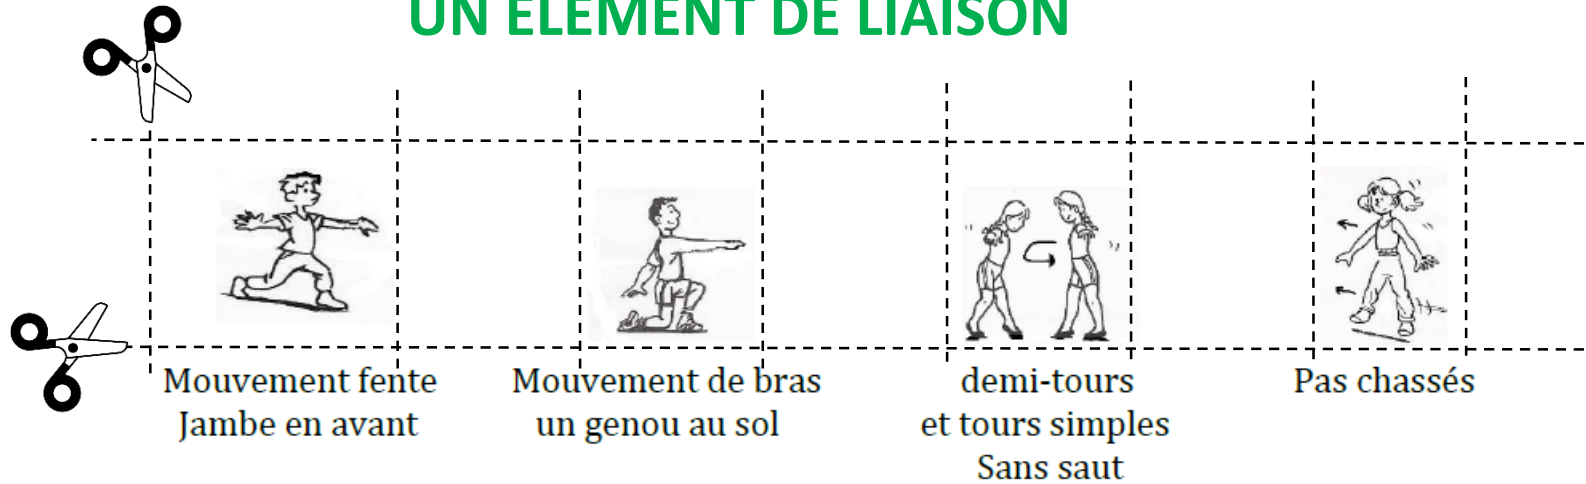 UN ELEMENT DE LIAISON
Mouvement fente
Jambe en avant
Mouvement de bras
un genou au sol
demi-tours
et tours simples
Sans saut
Pas chassés